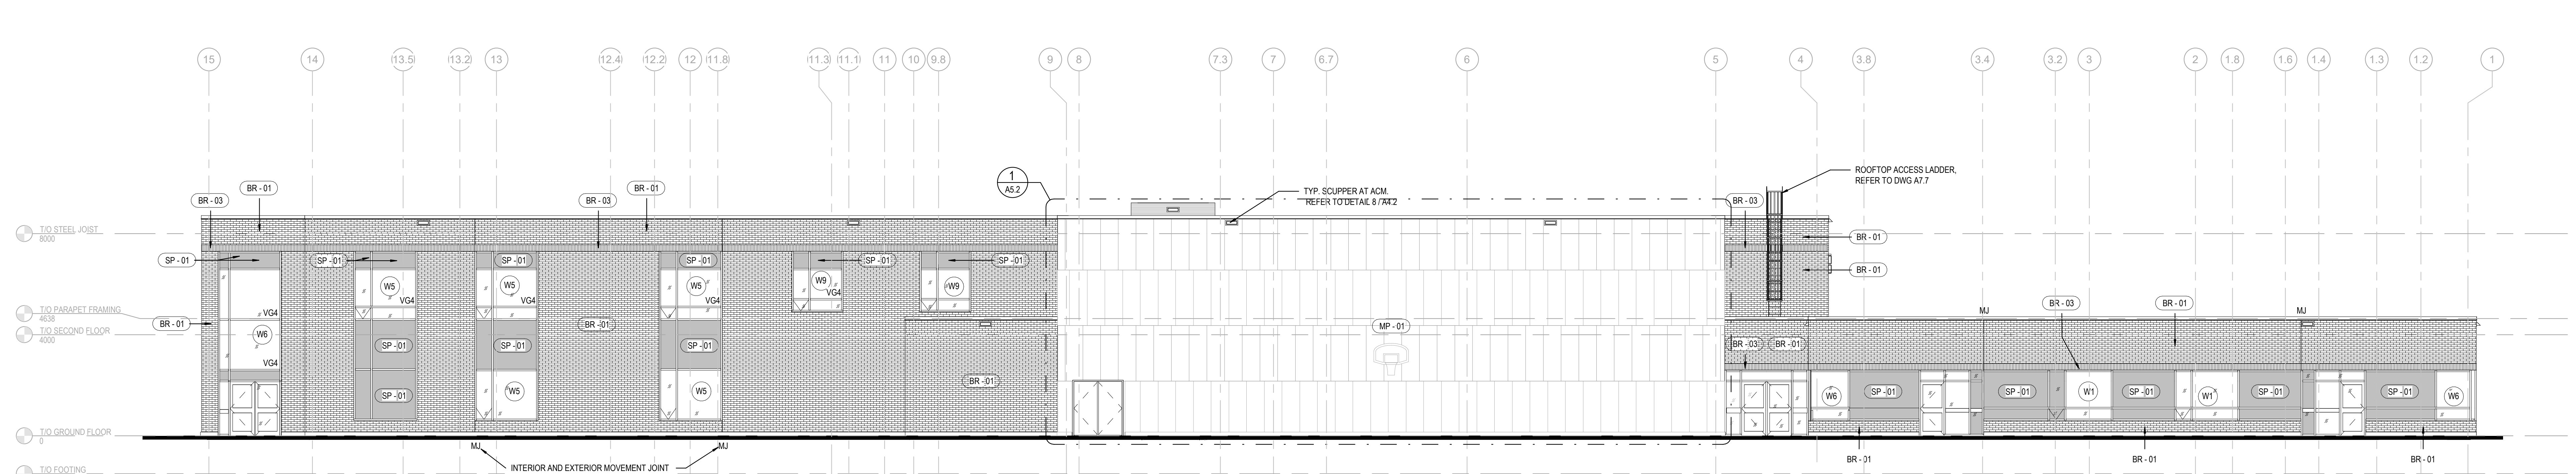 15
14
13.5
13.2
13
12.4
12.2
12
11.8
11.3
11.1
11
10
9.8
9
8
7.3
7
6.7
6
5
4
3.8
3.4
3.2
3
2
1.8
1.6
1.4
1.3
1.2
1
1
A5.2
TYP. SCUPPER AT ACM.
REFER TO DETAIL 8 / A4.2
ROOFTOP ACCESS LADDER,
REFER TO DWG A7.7
BR - 01
BR - 03
BR - 01
BR - 03
BR - 03
T/O STEEL JOIST
8000
BR - 01
BR - 01
SP - 01
SP - 01
SP - 01
SP - 01
SP - 01
SP - 01
W5
W5
W5
W9
W9
VG4
VG4
VG4
VG4
T/O PARAPET FRAMING
4638
T/O SECOND FLOOR
4000
BR - 01
VG4
W6
VG4
BR - 01
SP - 01
SP - 01
SP - 01
SP - 01
W5
W5
BR - 01
MP - 01
BR - 03
BR - 01
MJ
BR - 03
BR - 01
MJ
W6
SP - 01
SP - 01
W1
SP - 01
W1
SP - 01
SP - 01
W6
T/O GROUND FLOOR
0
MJ
MJ
INTERIOR AND EXTERIOR MOVEMENT JOINT
BR - 01
BR - 01
BR - 01
T/O FOOTING